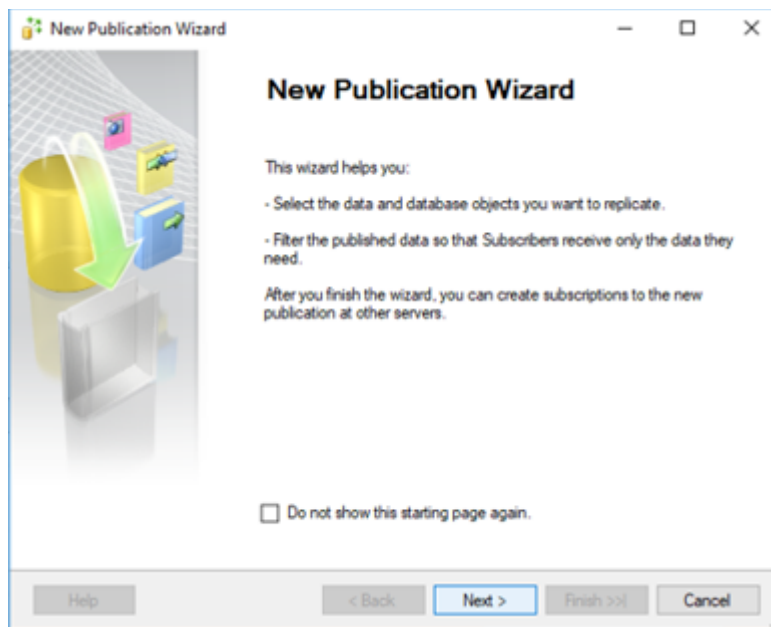 New Publication Wizard
New Publication Wizard
This wizard helps you:
- Select the data and database objects you want to replicate.
- Filter the published data so that Subscribers receive only the data they
need.
After you finish the wizard, you can create subscriptions to the new
publication at other servers.
Do not show this starting page again.
Help < Back Next > Finish >>| Cancel